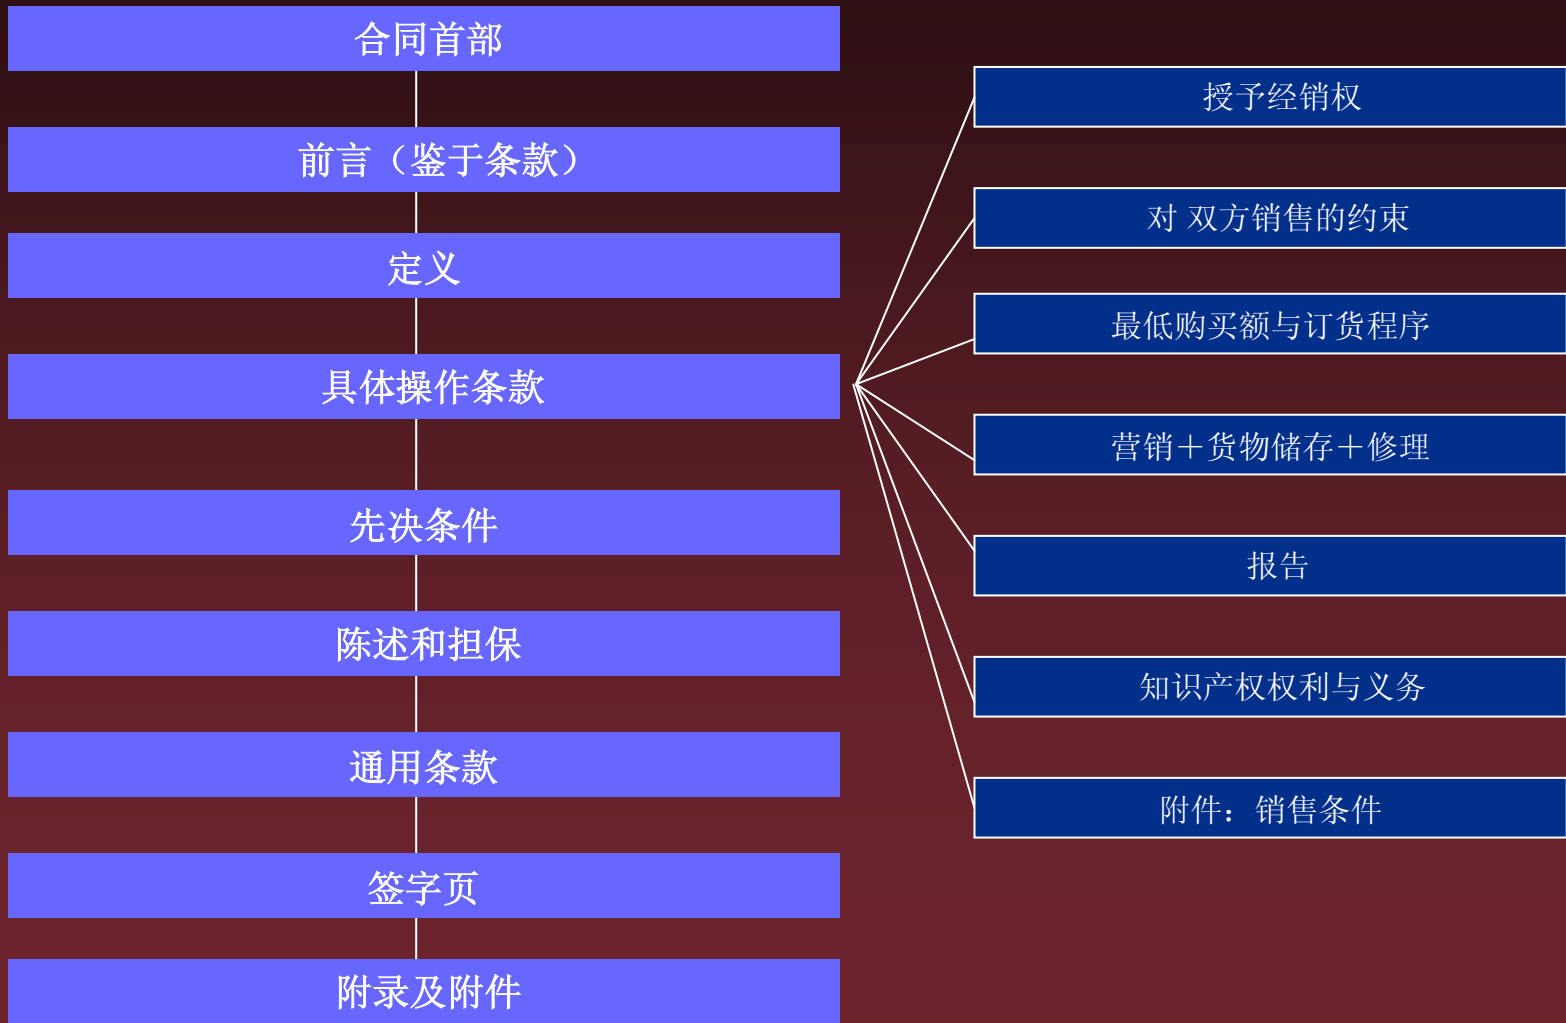 合同首部
前言（鉴于条款）
定义
具体操作条款
先决条件
陈述和担保
通用条款
签字页
附录及附件
授予经销权
对 双方销售的约束
最低购买额与订货程序
营销＋货物储存＋修理
报告
知识产权权利与义务
附件：销售条件